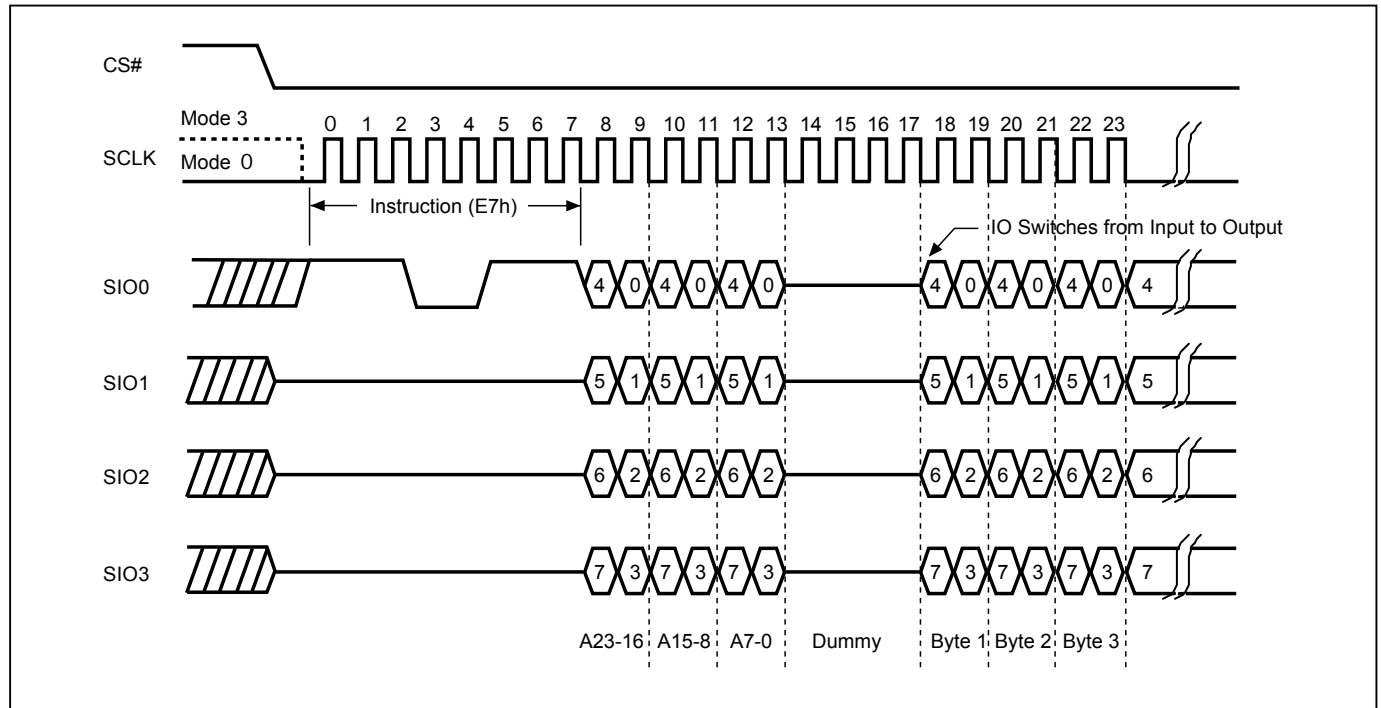 CS#
Mode 3
0 1 2 3 4 5 6 7 8 9 10 11 12 13 14 15 16 17 18 19 20 21 22 23
SCLK
Mode 0
Instruction (E7h)
IO Switches from Input to Output
SIO0
4 0 4 0 4 0 4 0 4 0 4 0 4
SIO1
5 1 5 1 5 1 5 1 5 1 5 1 5
SIO2
6 2 6 2 6 2 6 2 6 2 6 2 6
SIO3
7 3 7 3 7 3 7 3 7 3 7 3 7
A23-16 A15-8 A7-0 Dummy Byte 1 Byte 2 Byte 3